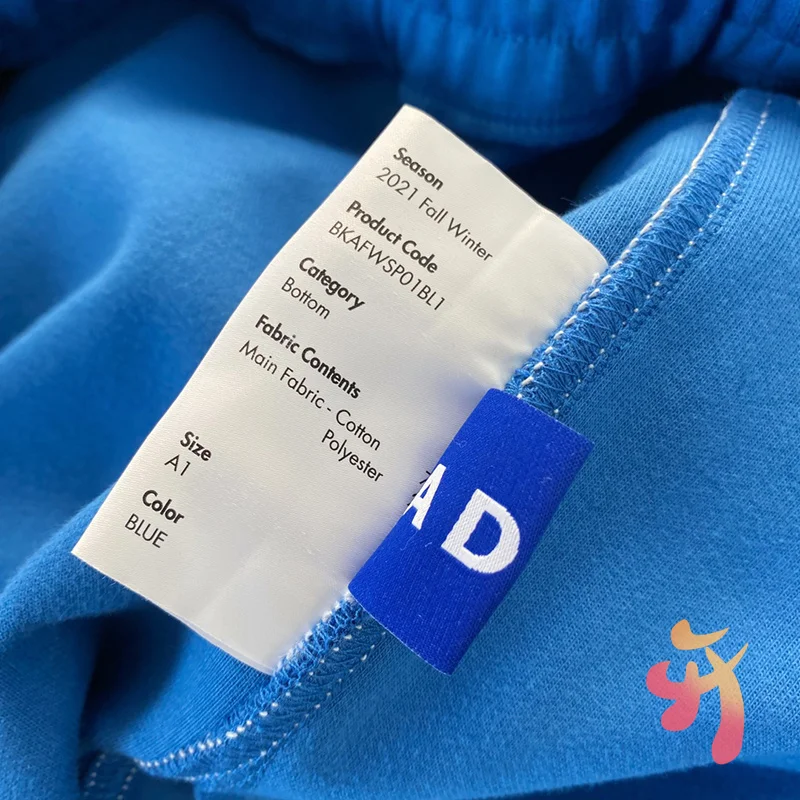 Season
2021 Fall Winter
Product Code
BKAFWSP01BL1
Category
Bottom
Fabric Contents
Main Fabric - Cotton
Polyester
Size
A1
Color
BLUE
AD